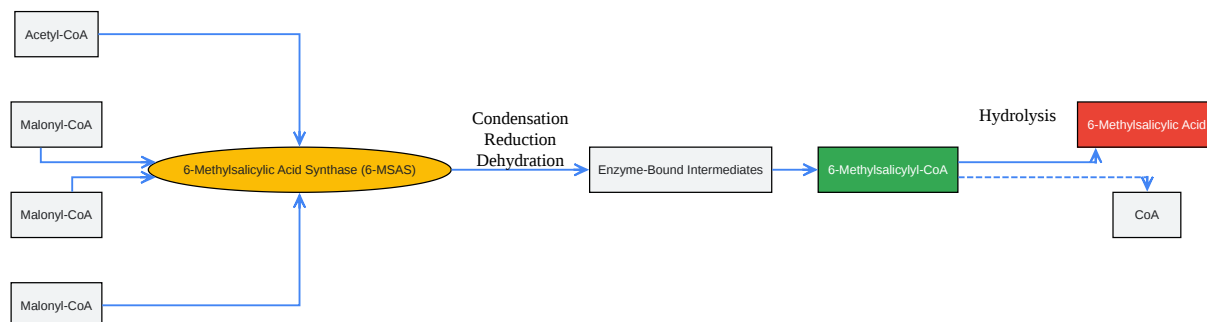 Acetyl-CoA
Malonyl-CoA
Malonyl-CoA
Malonyl-CoA
6-Methylsalicylic Acid Synthase (6-MSAS)
Condensation
Reduction
Dehydration
Enzyme-Bound Intermediates
6-Methylsalicylyl-CoA
Hydrolysis
6-Methylsalicylic Acid
CoA